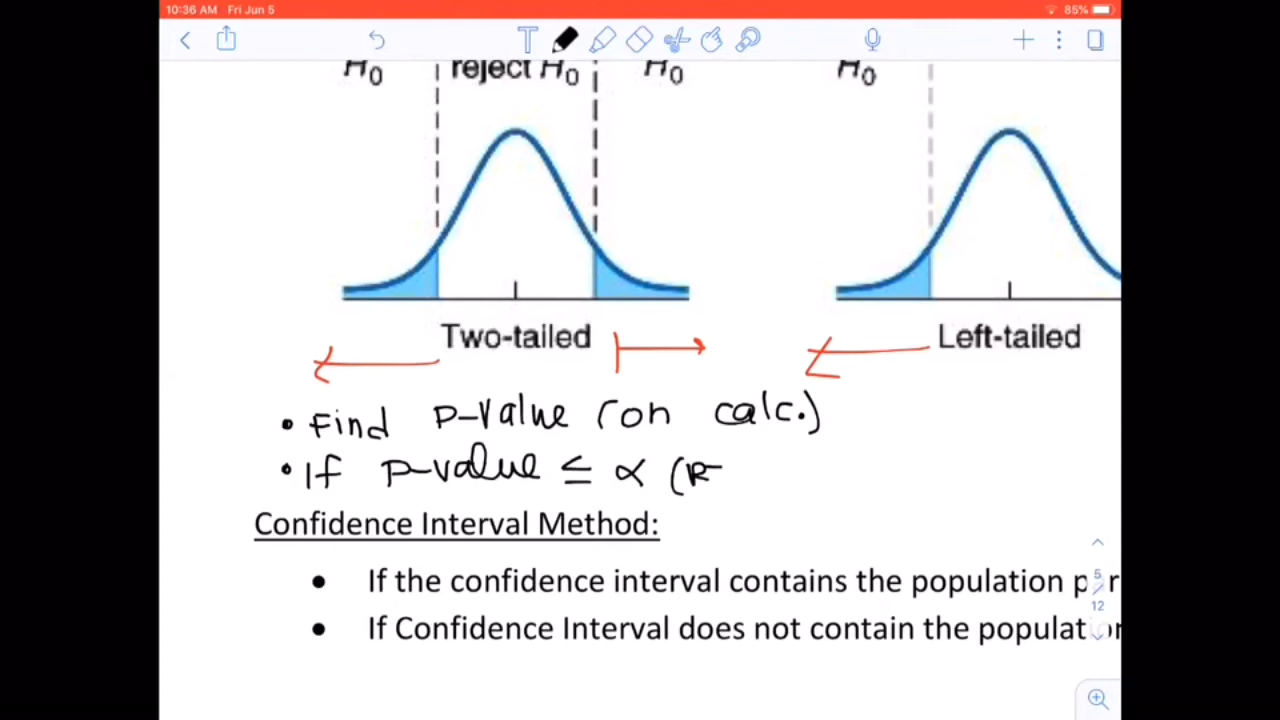 10:36 AM Fri Jun 5 85%
H₀ reject H₀ H₀ H₀
Two-tailed Left-tailed
• Find P-value (on calc.)
• If P-value ≤ α (R
Confidence Interval Method:
• If the confidence interval contains the population
• If Confidence Interval does not contain the
5
12